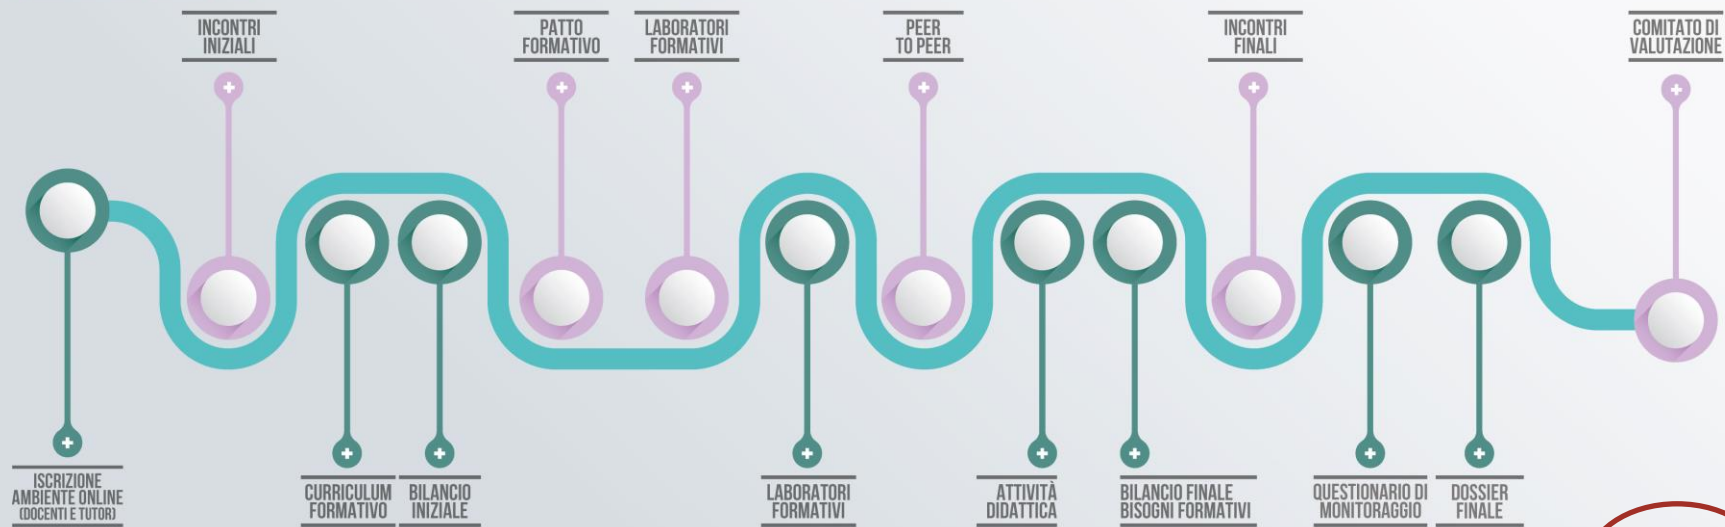 INCONTRI
INIZIALI
PATTO
FORMATIVO
LABORATORI
FORMATIVI
PEER
TO PEER
INCONTRI
FINALI
COMITATO DI
VALUTAZIONE
ISCRIZIONE
AMBIENTE ONLINE
(DOCENTI E TUTOR)
CURRICULUM
FORMATIVO
BILANCIO
INIZIALE
LABORATORI
FORMATIVI
ATTIVITÀ
DIDATTICA
BILANCIO FINALE
BISOGNI FORMATIVI
QUESTIONARIO DI
MONITORAGGIO
DOSSIER
FINALE